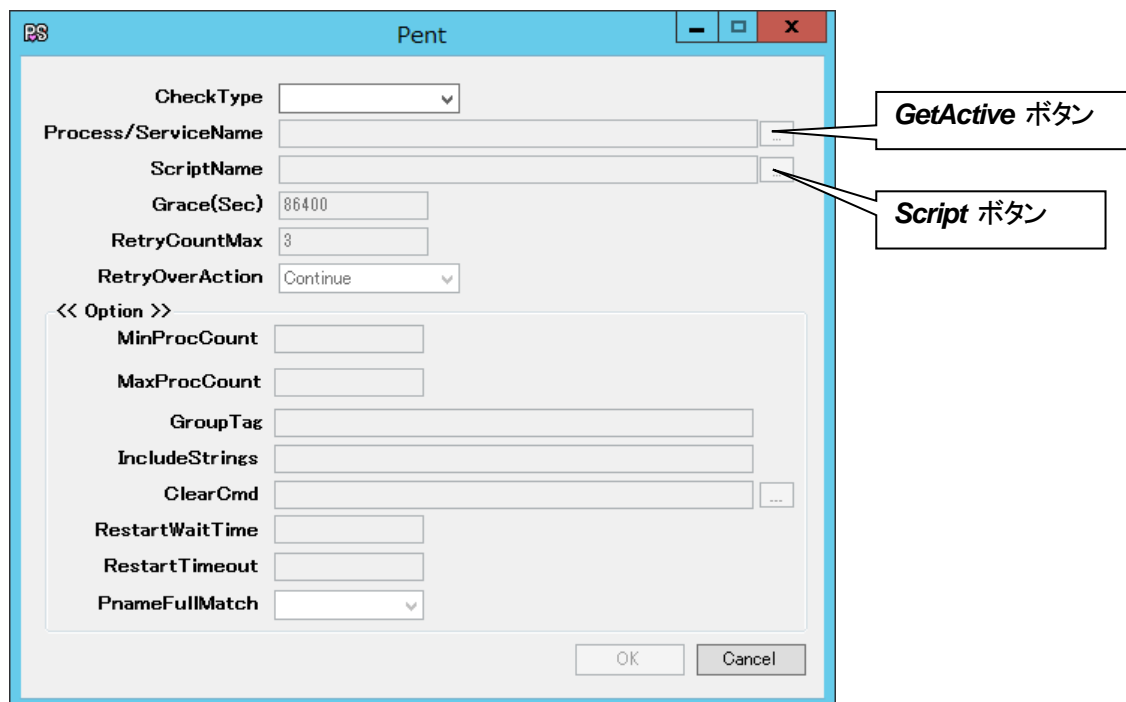 PS Pent
CheckType
Process/ServiceName ...
ScriptName ...
Grace(Sec) 86400
RetryCountMax 3
RetryOverAction Continue
<< Option >>
MinProcCount
MaxProcCount
GroupTag
IncludeStrings
ClearCmd ...
RestartWaitTime
RestartTimeout
PnameFullMatch
OK Cancel
GetActive ボタン
Script ボタン